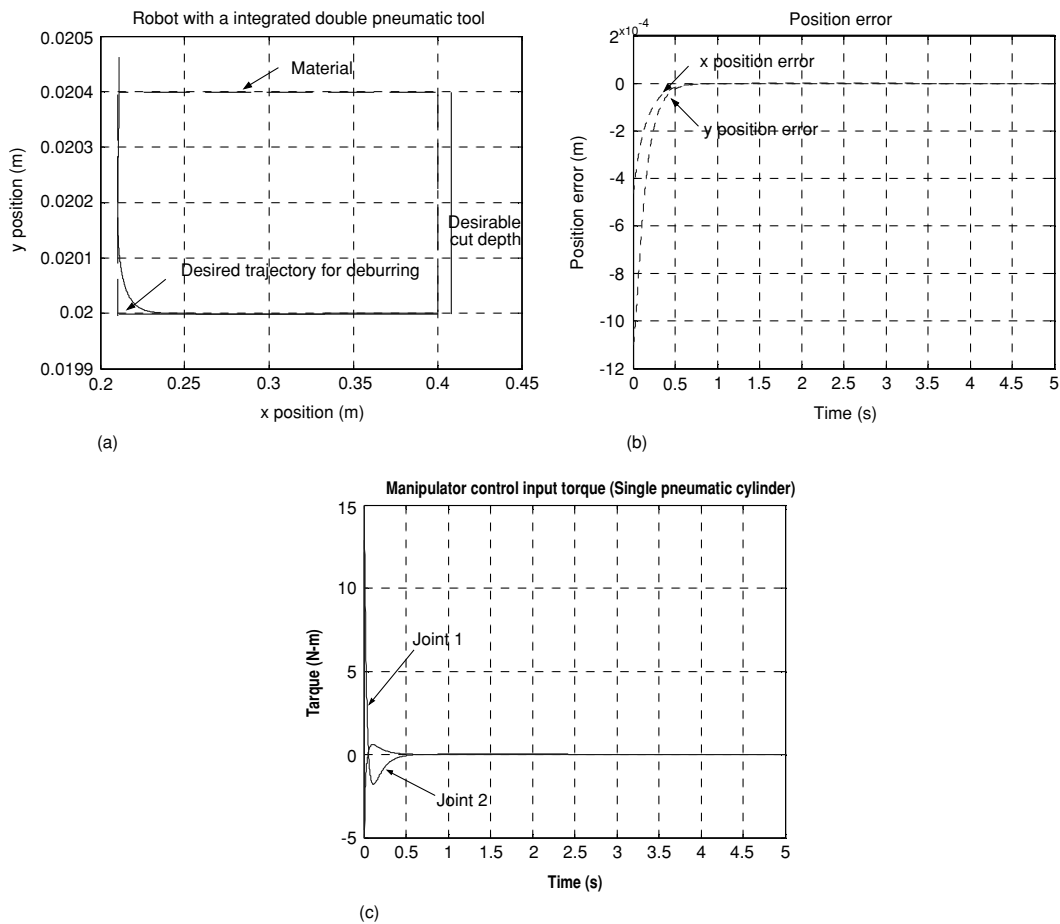 Robot with a integrated double pneumatic tool
0.0205
0.0204
0.0203
0.0202
0.0201
0.02
0.0199
y position (m)
Material
Desirable
cut depth
Desired trajectory for deburring
0.2
0.25
0.3
0.35
0.4
0.45
x position (m)
(a)
Position error
2
×10-4
0
-2
-4
-6
-8
-10
-12
Position error (m)
x position error
y position error
0
0.5
1
1.5
2
2.5
3
3.5
4
4.5
5
Time (s)
(b)
Manipulator control input torque (Single pneumatic cylinder)
15
10
5
0
-5
Tarque (N-m)
Joint 1
Joint 2
0
0.5
1
1.5
2
2.5
3
3.5
4
4.5
5
Time (s)
(c)